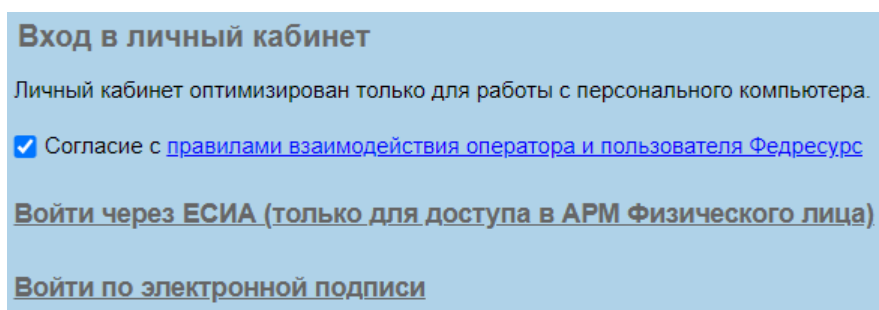 Вход в личный кабинет
Личный кабинет оптимизирован только для работы с персонального компьютера.
Согласие с правилами взаимодействия оператора и пользователя Федресурс
Войти через ЕСИА (только для доступа в АРМ Физического лица)
Войти по электронной подписи